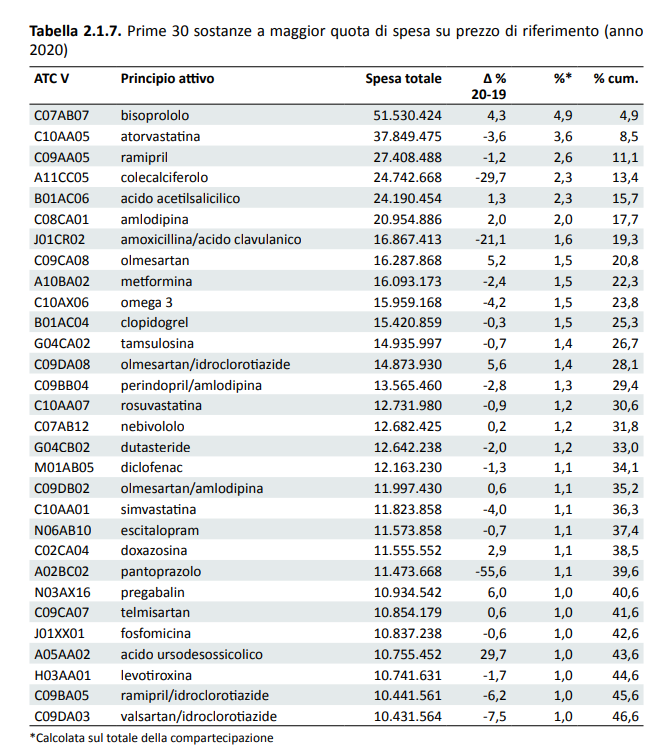 Tabella 2.1.7. Prime 30 sostanze a maggior quota di spesa su prezzo di riferimento (anno
2020)
ATC V Principio attivo Spesa totale Δ % %* % cum.
20-19
C07AB07 bisoprololo 51.530.424 4,3 4,9 4,9
C10AA05 atorvastatina 37.849.475 -3,6 3,6 8,5
C09AA05 ramipril 27.408.488 -1,2 2,6 11,1
A11CC05 colecalciferolo 24.742.668 -29,7 2,3 13,4
B01AC06 acido acetilsalicilico 24.190.454 1,3 2,3 15,7
C08CA01 amlodipina 20.954.886 2,0 2,0 17,7
J01CR02 amoxicillina/acido clavulanico 16.867.413 -21,1 1,6 19,3
C09CA08 olmesartan 16.287.868 5,2 1,5 20,8
A10BA02 metformina 16.093.173 -2,4 1,5 22,3
C10AX06 omega 3 15.959.168 -4,2 1,5 23,8
B01AC04 clopidogrel 15.420.859 -0,3 1,5 25,3
G04CA02 tamsulosina 14.935.997 -0,7 1,4 26,7
C09DA08 olmesartan/idroclorotiazide 14.873.930 5,6 1,4 28,1
C09BB04 perindopril/amlodipina 13.565.460 -2,8 1,3 29,4
C10AA07 rosuvastatina 12.731.980 -0,9 1,2 30,6
C07AB12 nebivololo 12.682.425 0,2 1,2 31,8
G04CB02 dutasteride 12.642.238 -2,0 1,2 33,0
M01AB05 diclofenac 12.163.230 -1,3 1,1 34,1
C09DB02 olmesartan/amlodipina 11.997.430 0,6 1,1 35,2
C10AA01 simvastatina 11.823.858 -4,0 1,1 36,3
N06AB10 escitalopram 11.573.858 -0,7 1,1 37,4
C02CA04 doxazosina 11.555.552 2,9 1,1 38,5
A02BC02 pantoprazolo 11.473.668 -55,6 1,1 39,6
N03AX16 pregabalin 10.934.542 6,0 1,0 40,6
C09CA07 telmisartan 10.854.179 0,6 1,0 41,6
J01XX01 fosfomicina 10.837.238 -0,6 1,0 42,6
A05AA02 acido ursodesossicolico 10.755.452 29,7 1,0 43,6
H03AA01 levotiroxina 10.741.631 -1,7 1,0 44,6
C09BA05 ramipril/idroclorotiazide 10.441.561 -6,2 1,0 45,6
C09DA03 valsartan/idroclorotiazide 10.431.564 -7,5 1,0 46,6
*Calcolata sul totale della compartecipazione